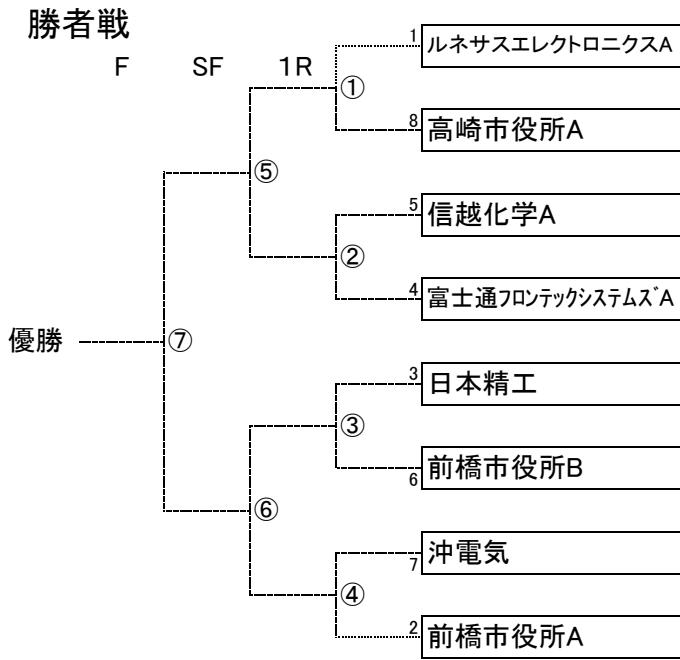 勝者戦
F SF 1R
1 ルネサスエレクトロニクスA
①
8 高崎市役所A
⑤
5 信越化学A
②
4 富士通フロンテックシステムズA
優勝 ⑦
3 日本精工
③
6 前橋市役所B
⑥
7 沖電気
④
2 前橋市役所A